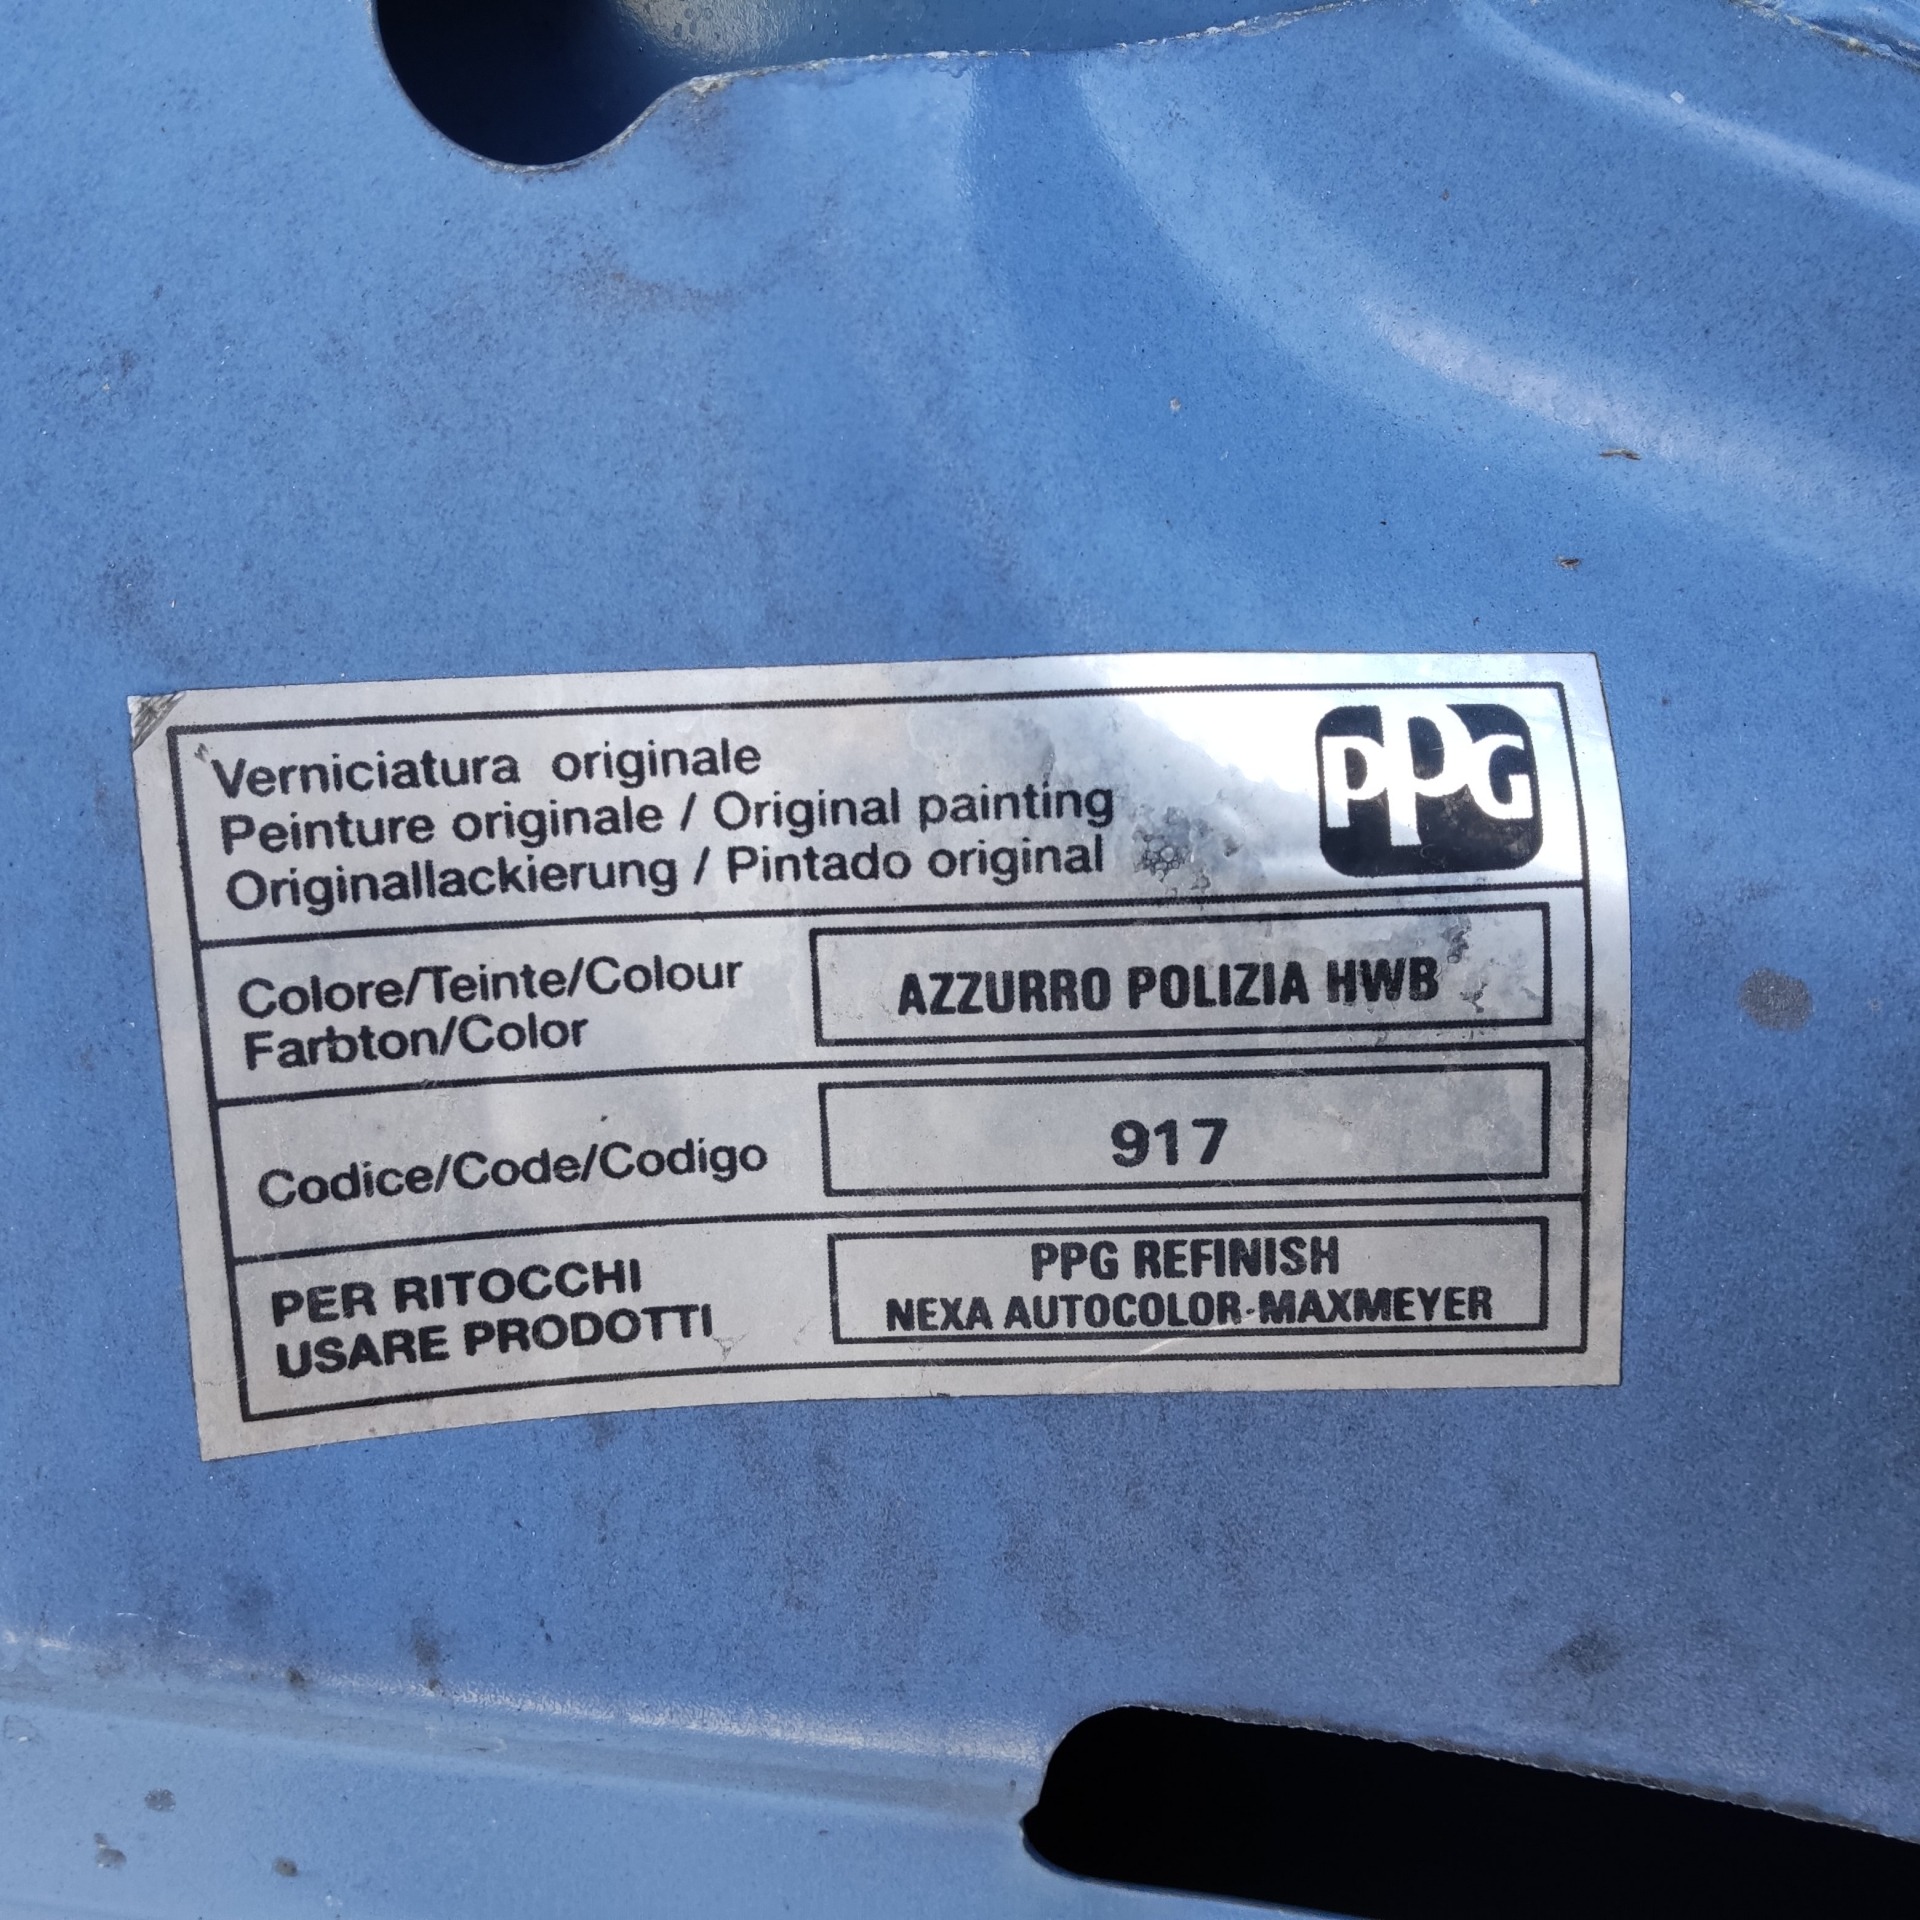 Verniciatura originale
Peinture originale / Original painting
Originallackierung / Pintado original
PPG
Colore/Teinte/Colour
Farbton/Color
AZZURRO POLIZIA HWB
Codice/Code/Codigo
917
PER RITOCCHI
USARE PRODOTTI
PPG REFINISH
NEXA AUTOCOLOR-MAXMEYER